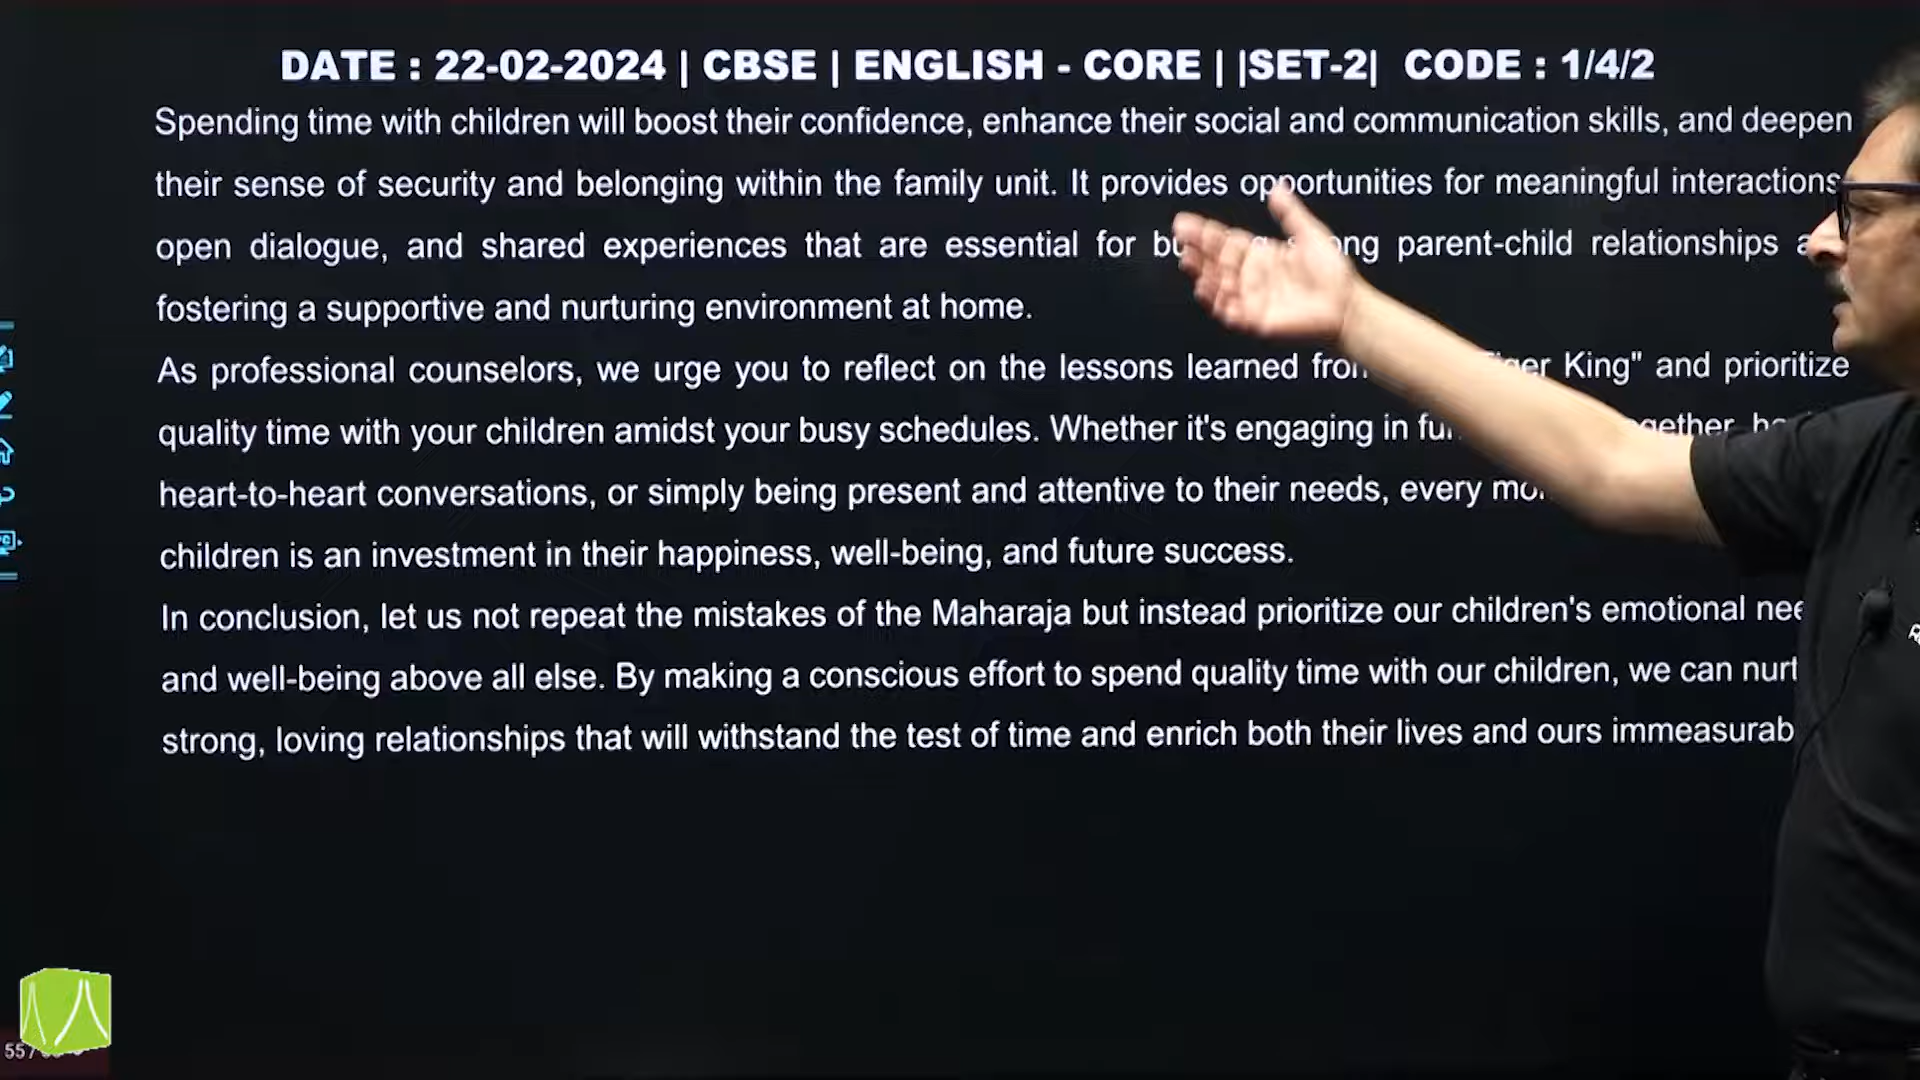 DATE : 22-02-2024 | CBSE | ENGLISH - CORE | |SET-2| CODE : 1/4/2
Spending time with children will boost their confidence, enhance their social and communication skills, and deepen
their sense of security and belonging within the family unit. It provides opportunities for meaningful interactions
open dialogue, and shared experiences that are essential for parent-child relationships
fostering a supportive and nurturing environment at home.
As professional counselors, we urge you to reflect on the lessons learned King" and prioritize
quality time with your children amidst your busy schedules. Whether it's engaging in
heart-to-heart conversations, or simply being present and attentive to their needs, every
children is an investment in their happiness, well-being, and future success.
In conclusion, let us not repeat the mistakes of the Maharaja but instead prioritize our children's emotional
and well-being above all else. By making a conscious effort to spend quality time with our children, we can
strong, loving relationships that will withstand the test of time and enrich both their lives and ours